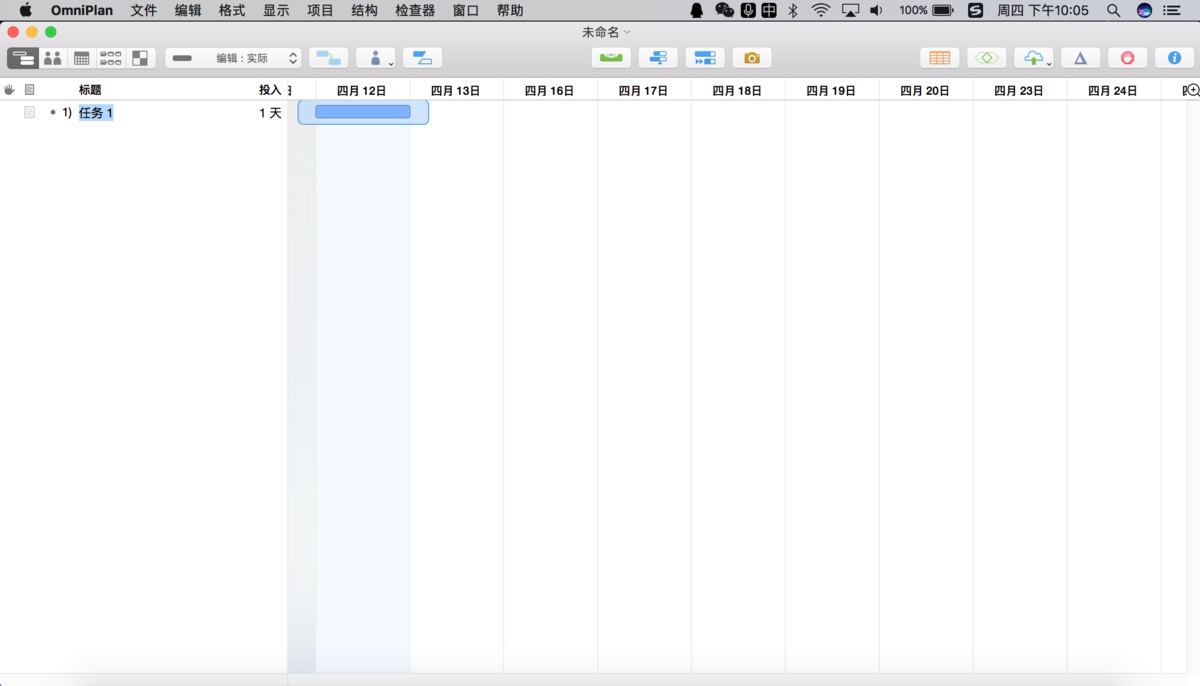 OmniPlan 文件 编辑 格式 显示 项目 结构 检查器 窗口 帮助 中 100% 周四 下午10:05
未命名
编辑：实际
标题 投入 四月 12日 四月 13日 四月 16日 四月 17日 四月 18日 四月 19日 四月 20日 四月 23日 四月 24日
1) 任务 1 1 天